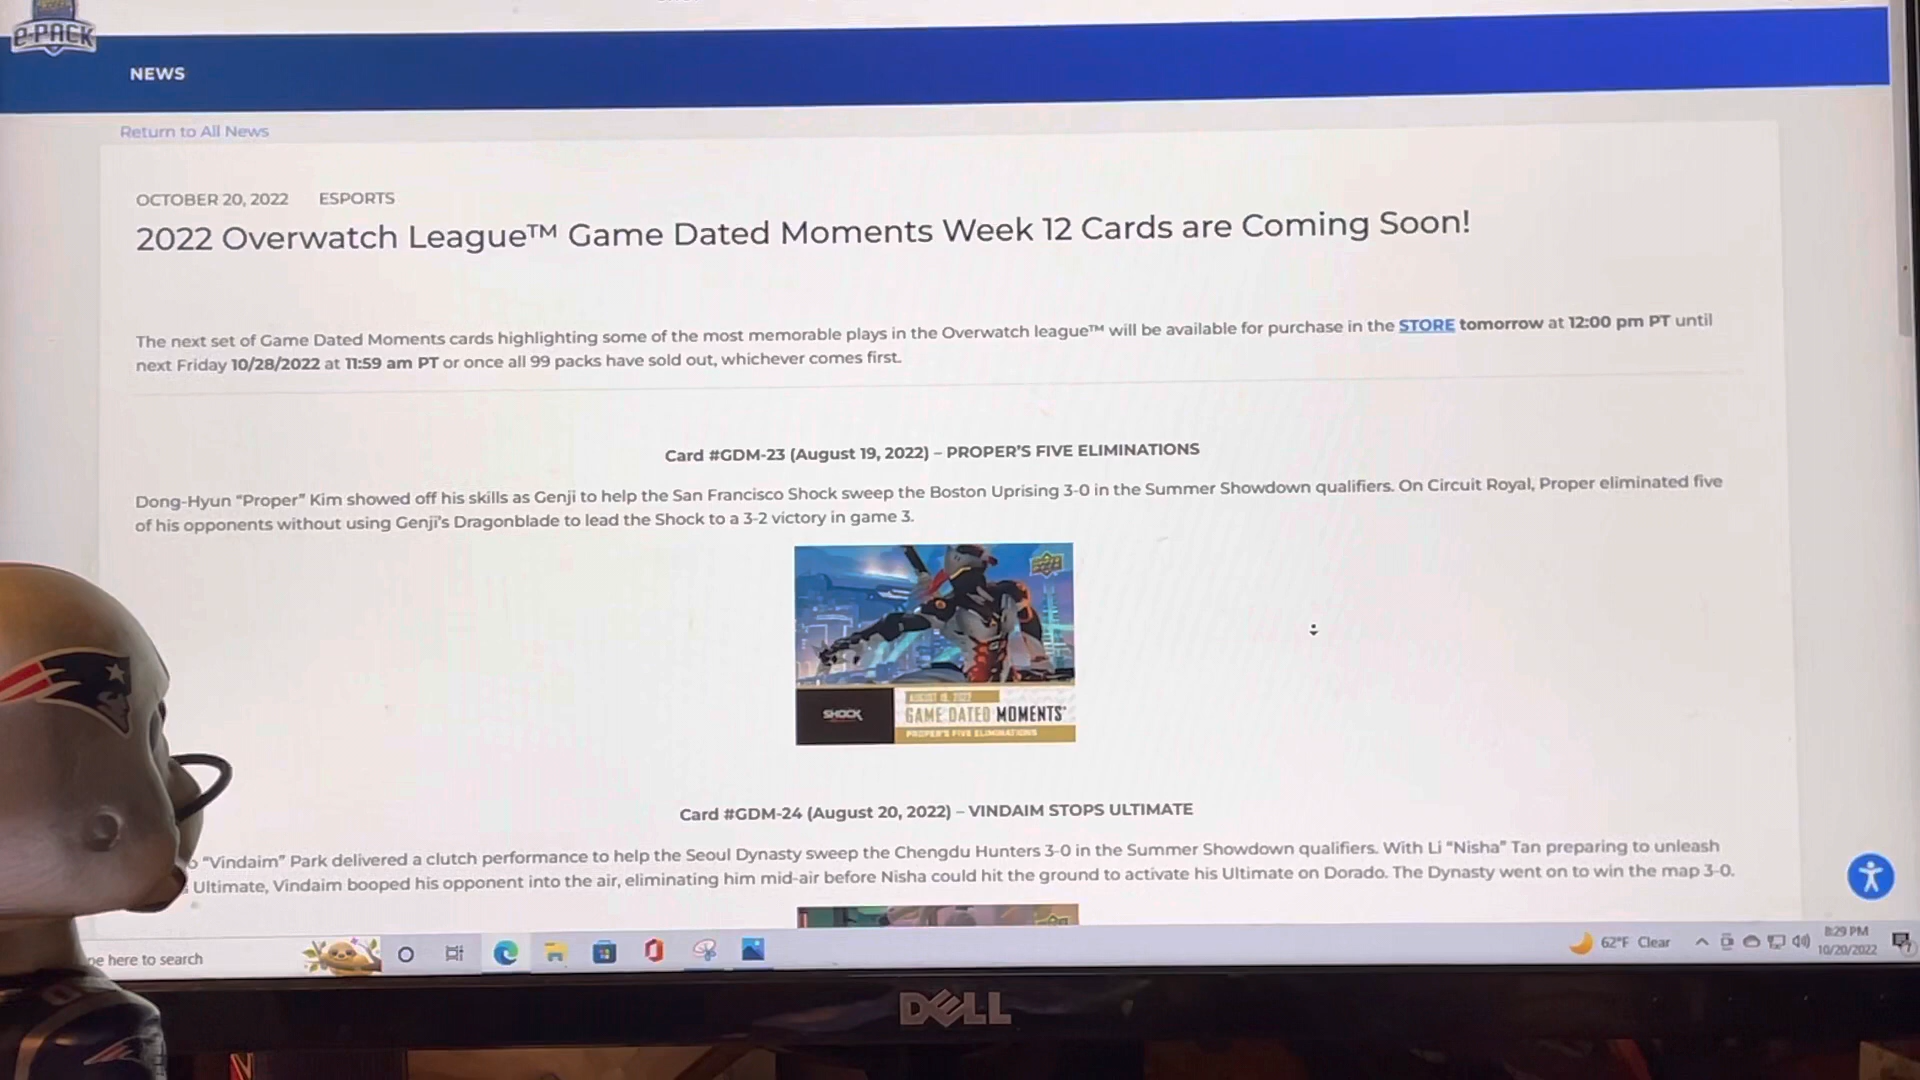 e-PACK
NEWS
Return to All News
OCTOBER 20, 2022 ESPORTS
2022 Overwatch League™ Game Dated Moments Week 12 Cards are Coming Soon!
The next set of Game Dated Moments cards highlighting some of the most memorable plays in the Overwatch league™ will be available for purchase in the STORE tomorrow at 12:00 pm PT until
next Friday 10/28/2022 at 11:59 am PT or once all 99 packs have sold out, whichever comes first.
Card #GDM-23 (August 19, 2022) – PROPER'S FIVE ELIMINATIONS
Dong-Hyun "Proper" Kim showed off his skills as Genji to help the San Francisco Shock sweep the Boston Uprising 3-0 in the Summer Showdown qualifiers. On Circuit Royal, Proper eliminated five
of his opponents without using Genji's Dragonblade to lead the Shock to a 3-2 victory in game 3.
AUGUST 19, 2022
SHOCK
GAME DATED MOMENTS
PROPER'S FIVE ELIMINATIONS
Card #GDM-24 (August 20, 2022) – VINDAIM STOPS ULTIMATE
"Vindaim" Park delivered a clutch performance to help the Seoul Dynasty sweep the Chengdu Hunters 3-0 in the Summer Showdown qualifiers. With Li "Nisha" Tan preparing to unleash
Ultimate, Vindaim booped his opponent into the air, eliminating him mid-air before Nisha could hit the ground to activate his Ultimate on Dorado. The Dynasty went on to win the map 3-0.
pe here to search
62°F Clear
8:29 PM
10/20/2022
DELL